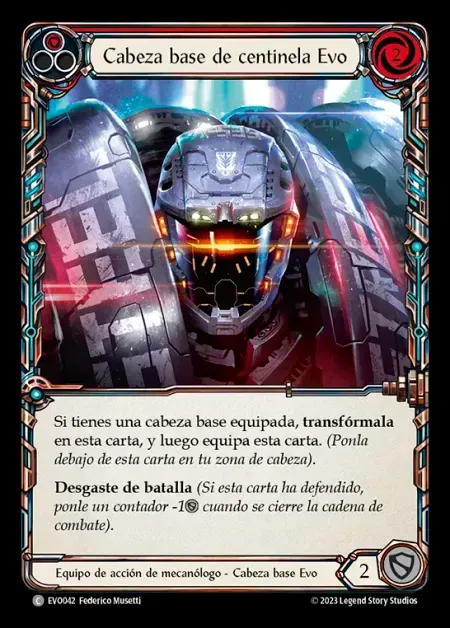 Cabeza base de centinela Evo
2
Si tienes una cabeza base equipada, transfórmala
en esta carta, y luego equipa esta carta. (Ponla
debajo de esta carta en tu zona de cabeza).
Desgaste de batalla (Si esta carta ha defendido,
ponle un contador -1 cuando se cierre la cadena de
combate).
Equipo de acción de mecanólogo - Cabeza base Evo
2
C EVO042 Federico Musetti
© 2023 Legend Story Studios